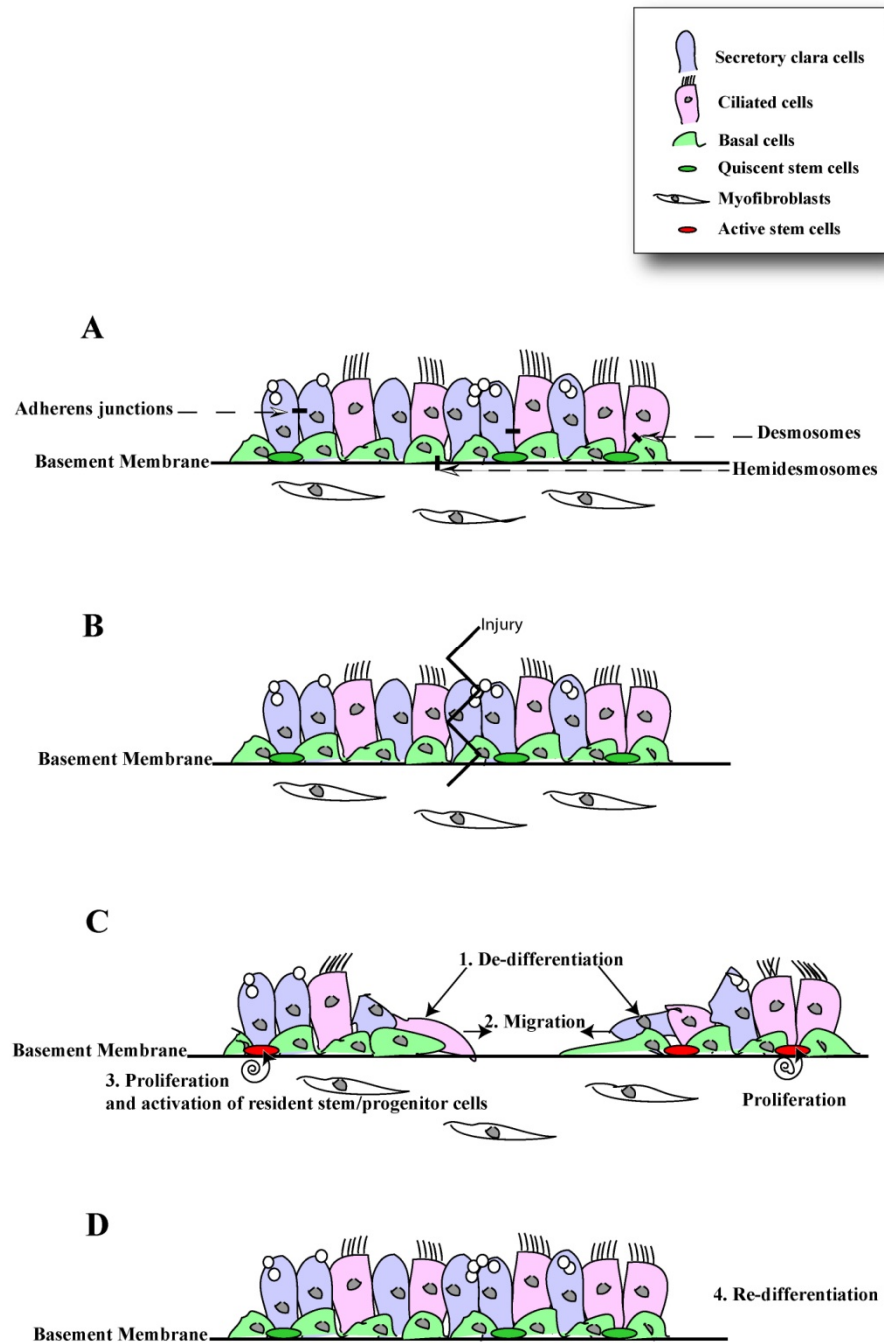 Secretory clara cells
Ciliated cells
Basal cells
Quiscent stem cells
Myofibroblasts
Active stem cells
A
Adherens junctions
Desmosomes
Basement Membrane
Hemidesmosomes
B
Injury
Basement Membrane
C
1. De-differentiation
2. Migration
Basement Membrane
3. Proliferation
and activation of resident stem/progenitor cells
Proliferation
D
4. Re-differentiation
Basement Membrane